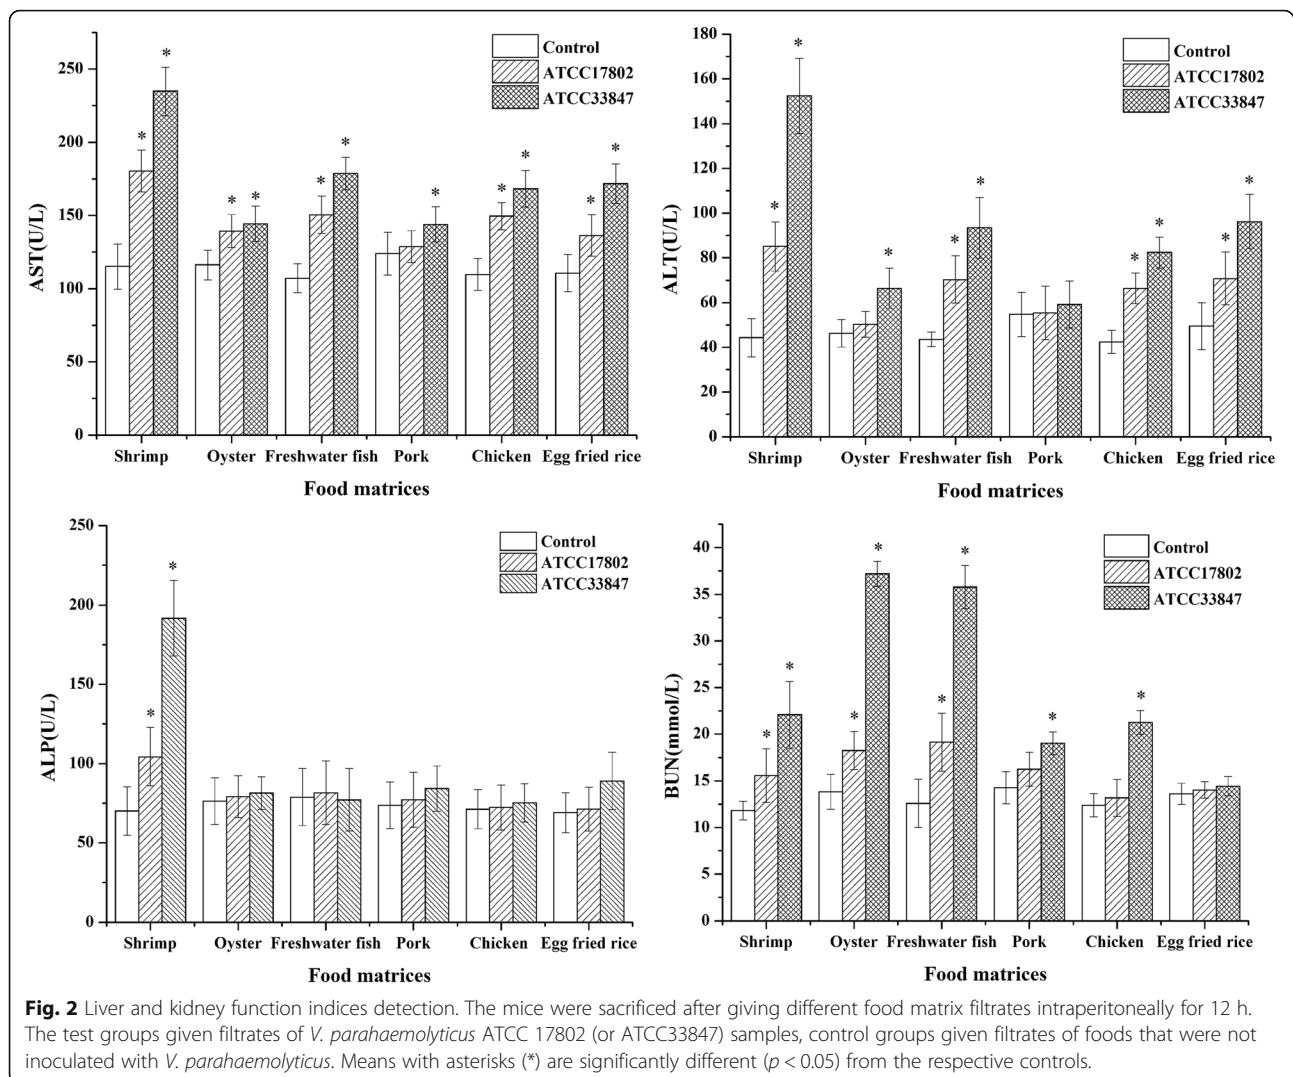 Control
ATCC17802
ATCC33847
AST(U/L)
250
200
150
100
50
0
*
*
*
*
*
*
*
*
*
*
*
Shrimp Oyster Freshwater fish Pork Chicken Egg fried rice
Food matrices
Control
ATCC17802
ATCC33847
ALT(U/L)
180
160
140
120
100
80
60
40
20
0
*
*
*
*
*
*
*
*
*
Shrimp Oyster Freshwater fish Pork Chicken Egg fried rice
Food matrices
Control
ATCC17802
ATCC33847
ALP(U/L)
250
200
150
100
50
0
*
*
Shrimp Oyster Freshwater fish Pork Chicken Egg fried rice
Food matrices
Control
ATCC17802
ATCC33847
BUN(mmol/L)
40
35
30
25
20
15
10
5
0
*
*
*
*
*
*
*
*
Shrimp Oyster Freshwater fish Pork Chicken Egg fried rice
Food matrices
Fig. 2 Liver and kidney function indices detection. The mice were sacrificed after giving different food matrix filtrates intraperitoneally for 12 h.
The test groups given filtrates of V. parahaemolyticus ATCC 17802 (or ATCC33847) samples, control groups given filtrates of foods that were not
inoculated with V. parahaemolyticus. Means with asterisks (*) are significantly different (p < 0.05) from the respective controls.